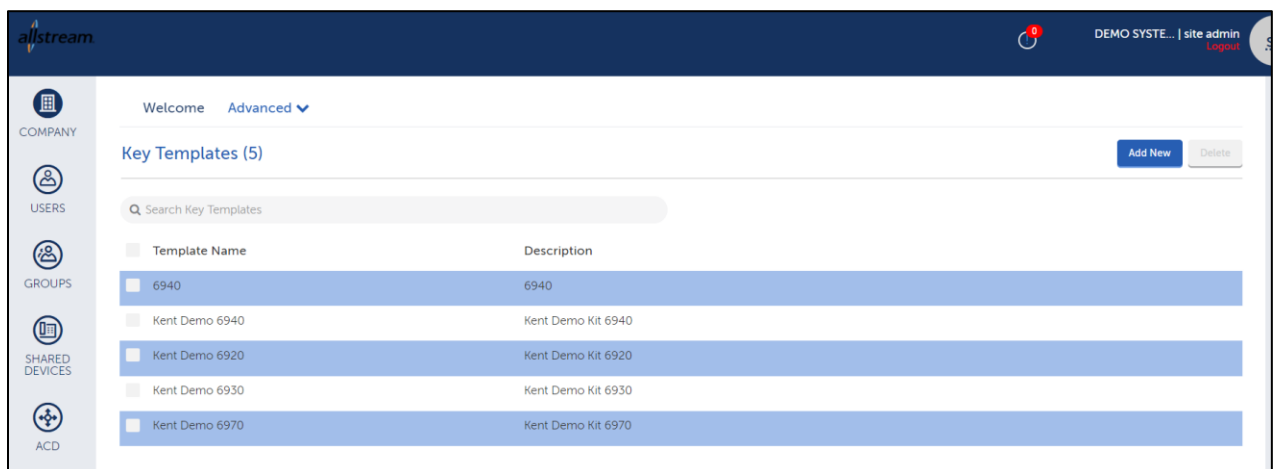 allstream
0
DEMO SYSTE... | site admin
Logout
S
COMPANY
USERS
GROUPS
SHARED
DEVICES
ACD
Welcome Advanced
Key Templates (5)
Add New Delete
Search Key Templates
Template Name Description
6940 6940
Kent Demo 6940 Kent Demo Kit 6940
Kent Demo 6920 Kent Demo Kit 6920
Kent Demo 6930 Kent Demo Kit 6930
Kent Demo 6970 Kent Demo Kit 6970